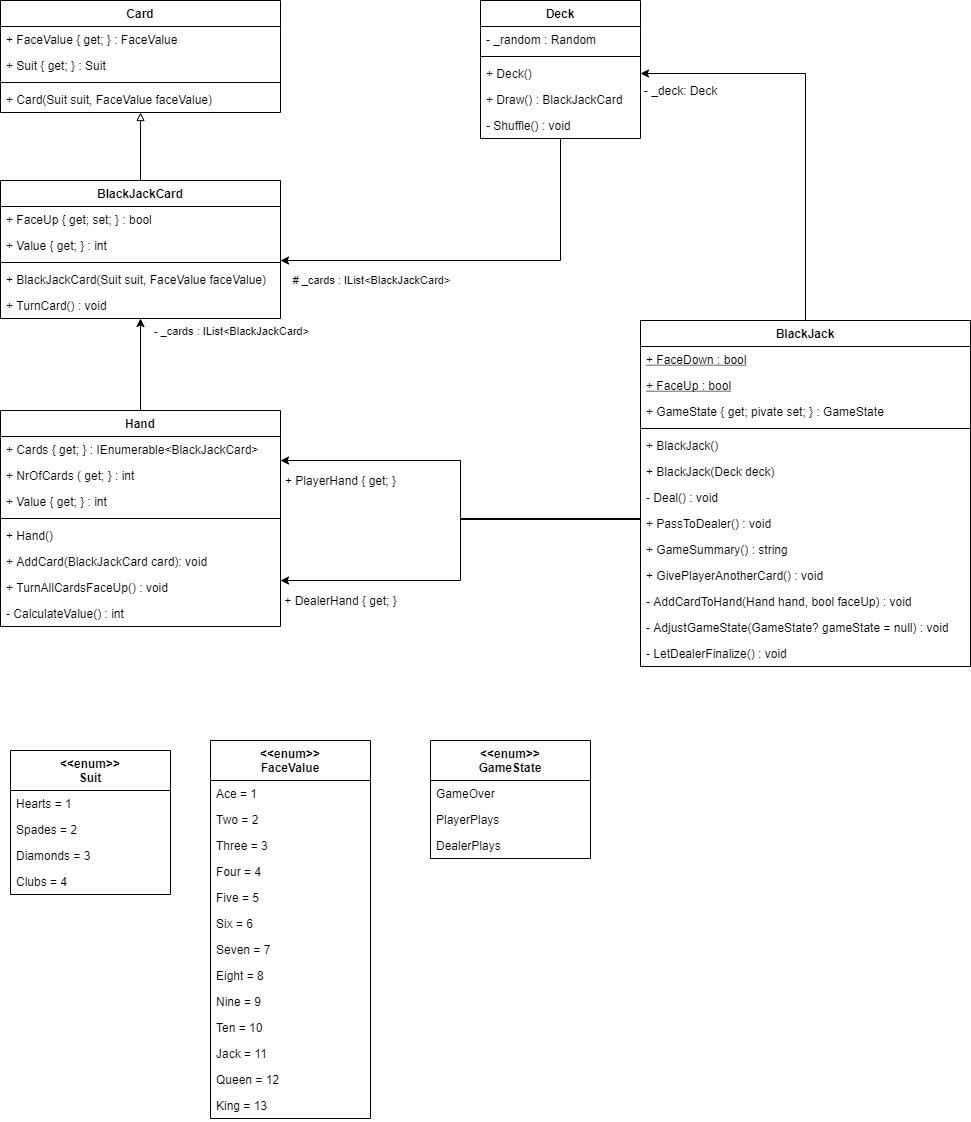 Card
+ FaceValue { get; } : FaceValue
+ Suit { get; } : Suit
+ Card(Suit suit, FaceValue faceValue)
Deck
- _random : Random
+ Deck()
+ Draw() : BlackJackCard
- Shuffle() : void
- _deck: Deck
BlackJackCard
+ FaceUp { get; set; } : bool
+ Value { get; } : int
+ BlackJackCard(Suit suit, FaceValue faceValue)
+ TurnCard() : void
# _cards : IList<BlackJackCard>
- _cards : IList<BlackJackCard>
Hand
+ Cards { get; } : IEnumerable<BlackJackCard>
+ NrOfCards ( get; } : int
+ Value { get; } : int
+ Hand()
+ AddCard(BlackJackCard card): void
+ TurnAllCardsFaceUp() : void
- CalculateValue() : int
+ PlayerHand { get; }
+ DealerHand { get; }
BlackJack
+ FaceDown : bool
+ FaceUp : bool
+ GameState { get; pivate set; } : GameState
+ BlackJack()
+ BlackJack(Deck deck)
- Deal() : void
+ PassToDealer() : void
+ GameSummary() : string
+ GivePlayerAnotherCard() : void
- AddCardToHand(Hand hand, bool faceUp) : void
- AdjustGameState(GameState? gameState = null) : void
- LetDealerFinalize() : void
<<enum>>
Suit
Hearts = 1
Spades = 2
Diamonds = 3
Clubs = 4
<<enum>>
FaceValue
Ace = 1
Two = 2
Three = 3
Four = 4
Five = 5
Six = 6
Seven = 7
Eight = 8
Nine = 9
Ten = 10
Jack = 11
Queen = 12
King = 13
<<enum>>
GameState
GameOver
PlayerPlays
DealerPlays